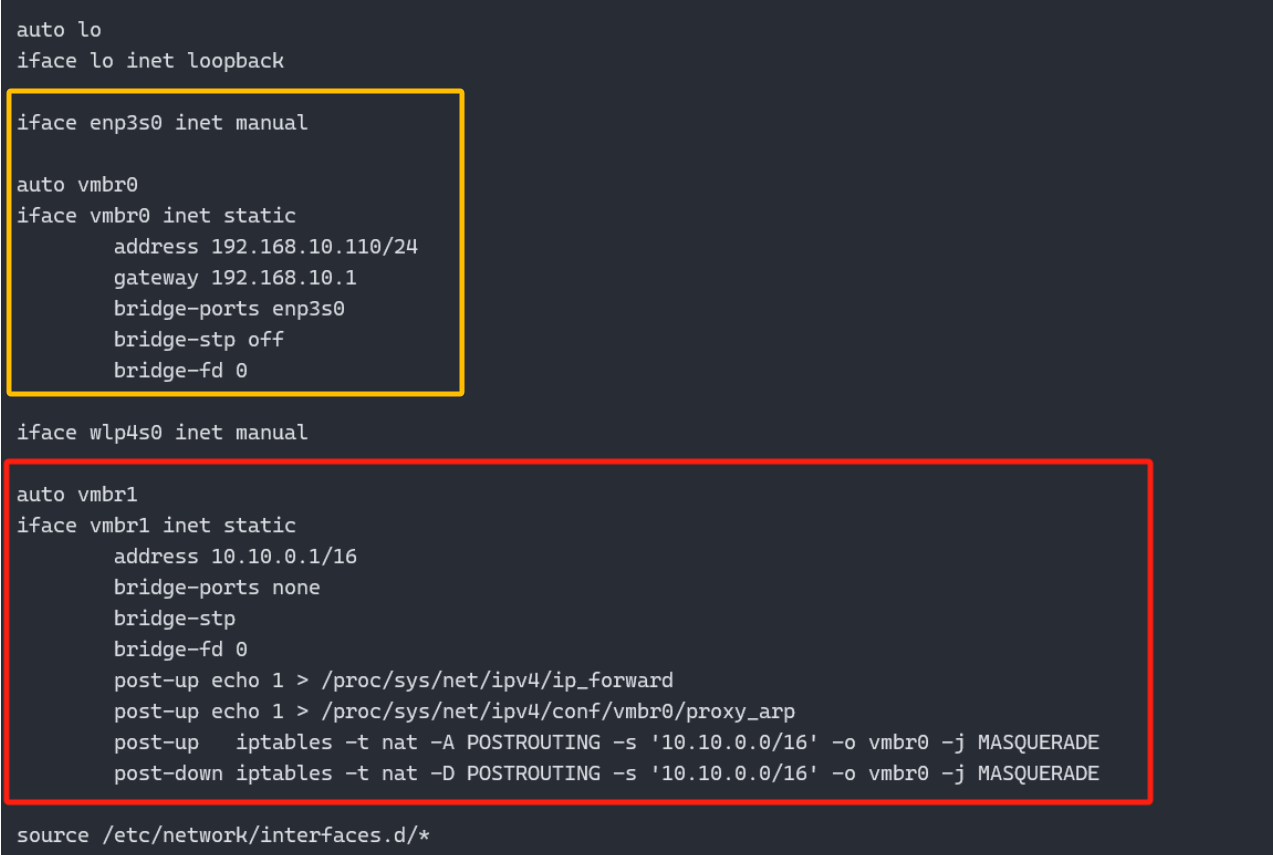 auto lo
iface lo inet loopback
iface enp3s0 inet manual
auto vmbr0
iface vmbr0 inet static
address 192.168.10.110/24
gateway 192.168.10.1
bridge-ports enp3s0
bridge-stp off
bridge-fd 0
iface wlp4s0 inet manual
auto vmbr1
iface vmbr1 inet static
address 10.10.0.1/16
bridge-ports none
bridge-stp
bridge-fd 0
post-up echo 1 > /proc/sys/net/ipv4/ip_forward
post-up echo 1 > /proc/sys/net/ipv4/conf/vmbr0/proxy_arp
post-up   iptables -t nat -A POSTROUTING -s '10.10.0.0/16' -o vmbr0 -j MASQUERADE
post-down iptables -t nat -D POSTROUTING -s '10.10.0.0/16' -o vmbr0 -j MASQUERADE
source /etc/network/interfaces.d/*